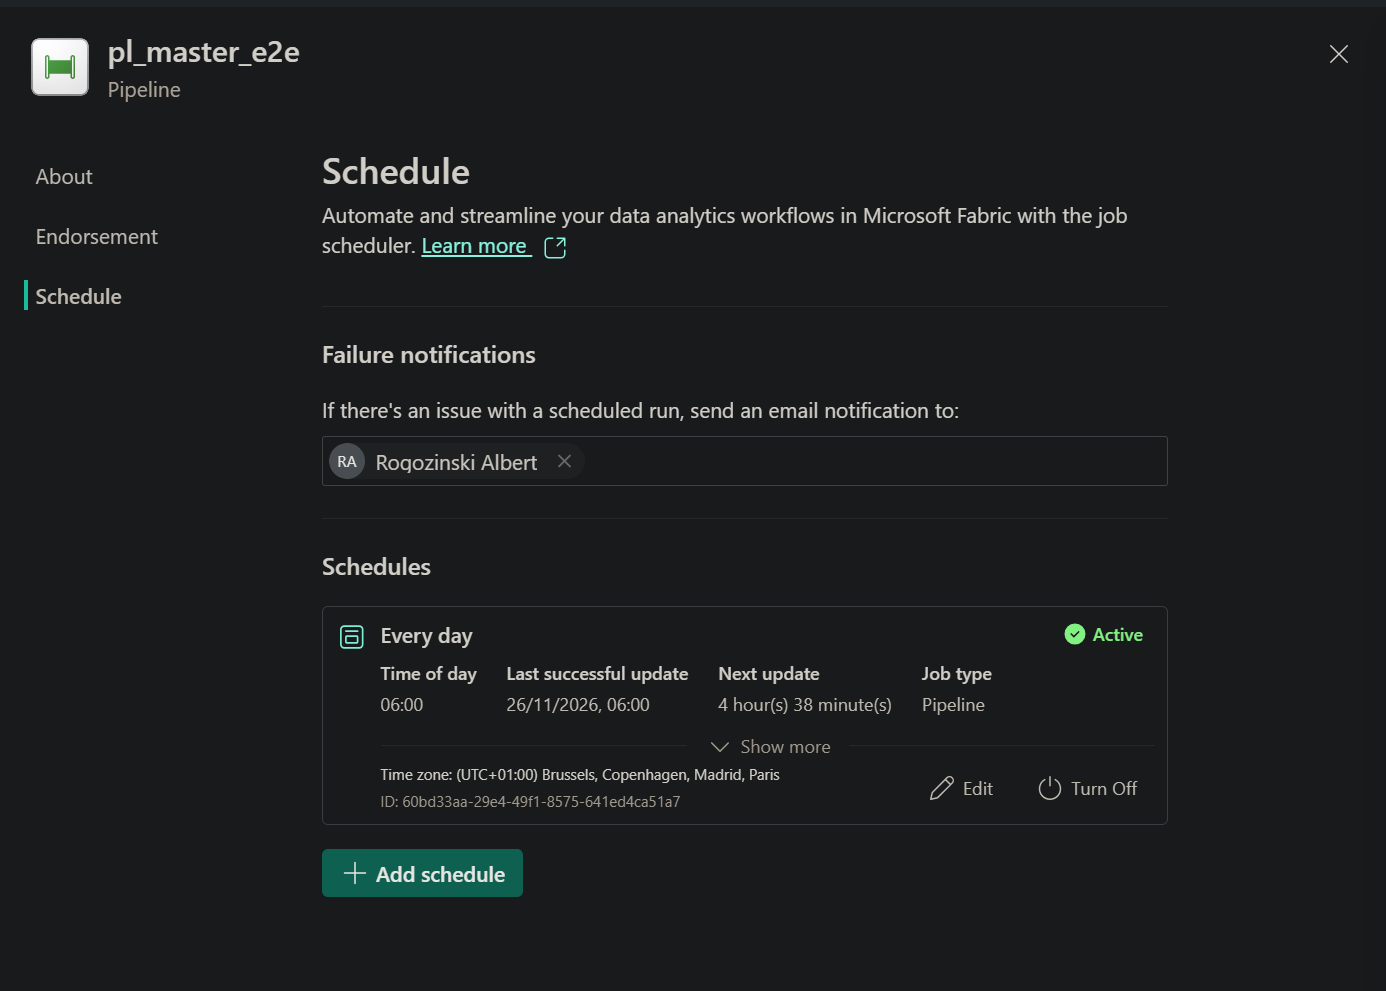 pl_master_e2e
Pipeline
About
Endorsement
Schedule
Schedule
Automate and streamline your data analytics workflows in Microsoft Fabric with the job
scheduler. Learn more
Failure notifications
If there's an issue with a scheduled run, send an email notification to:
RA Rogozinski Albert
Schedules
Every day
Active
Time of day Last successful update Next update Job type
06:00 26/11/2026, 06:00 4 hour(s) 38 minute(s) Pipeline
Show more
Time zone: (UTC+01:00) Brussels, Copenhagen, Madrid, Paris
ID: 60bd33aa-29e4-49f1-8575-641ed4ca51a7
Edit Turn Off
Add schedule